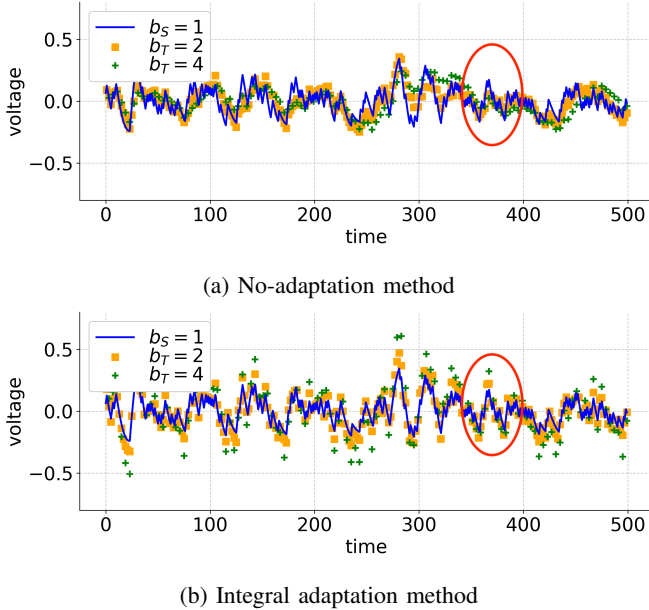 b_S = 1
b_T = 2
b_T = 4
voltage
0.5
0.0
−0.5
0 100 200 300 400 500
time
(a) No-adaptation method
b_S = 1
b_T = 2
b_T = 4
voltage
0.5
0.0
−0.5
0 100 200 300 400 500
time
(b) Integral adaptation method